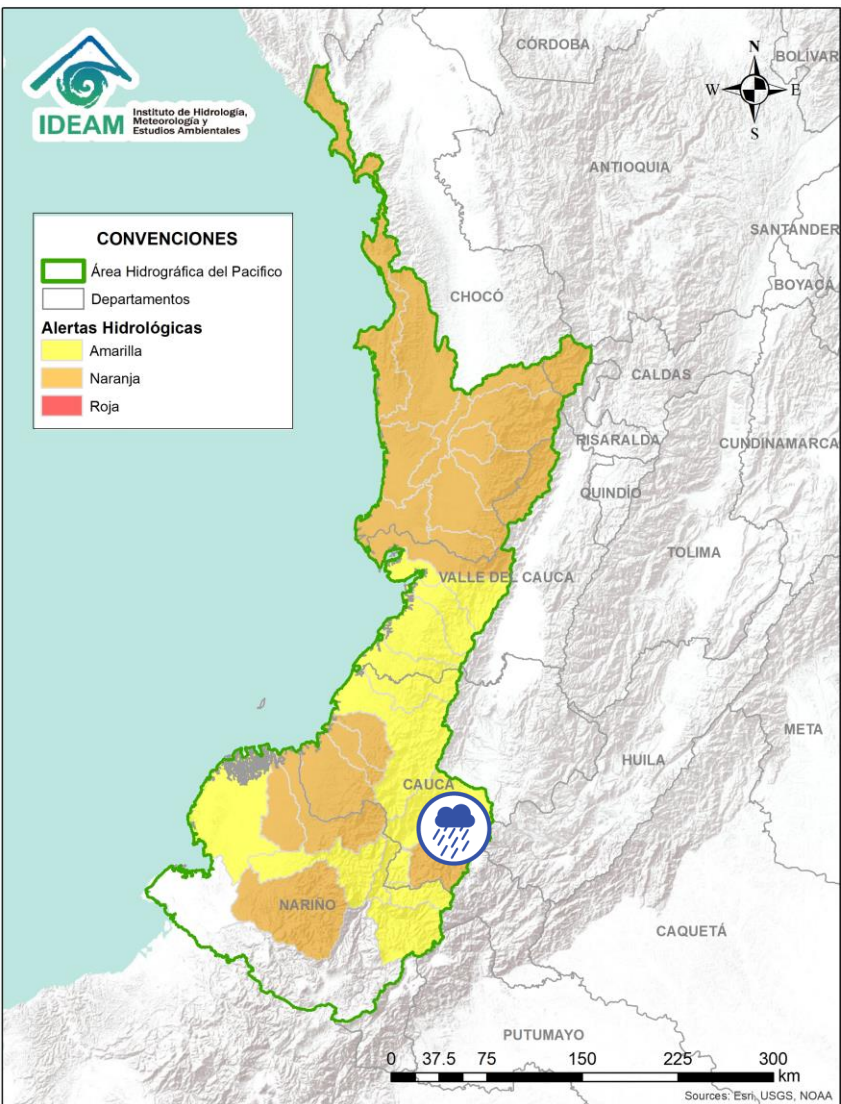 IDEAM
Instituto de Hidrología,
Meteorología y
Estudios Ambientales
CONVENCIONES
Área Hidrográfica del Pacifico
Departamentos
Alertas Hidrológicas
Amarilla
Naranja
Roja
N
W E
S
CÓRDOBA
BOLÍVAR
ANTIOQUIA
SANTANDER
BOYACÁ
CHOCÓ
CALDAS
RISARALDA
CUNDINAMARCA
QUINDÍO
TOLIMA
VALLE DEL CAUCA
META
HUILA
CAUCA
NARIÑO
CAQUETÁ
PUTUMAYO
0 37.5 75 150 225 300
km
Sources: Esri, USGS, NOAA